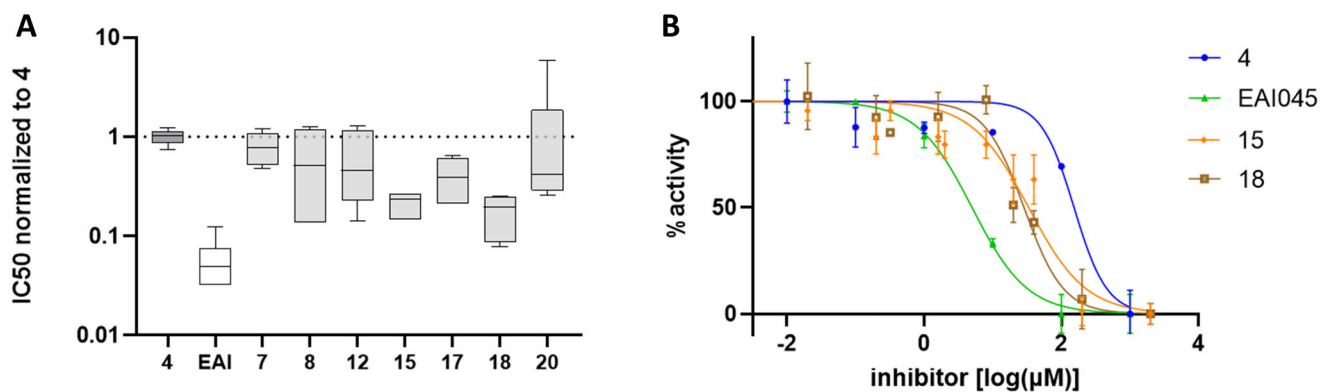 A
IC50 normalized to 4
10
1
0.1
0.01
4 EAI 7 8 12 15 17 18 20
B
% activity
100
50
0
-2 0 2 4
inhibitor [log(µM)]
4
EAI045
15
18